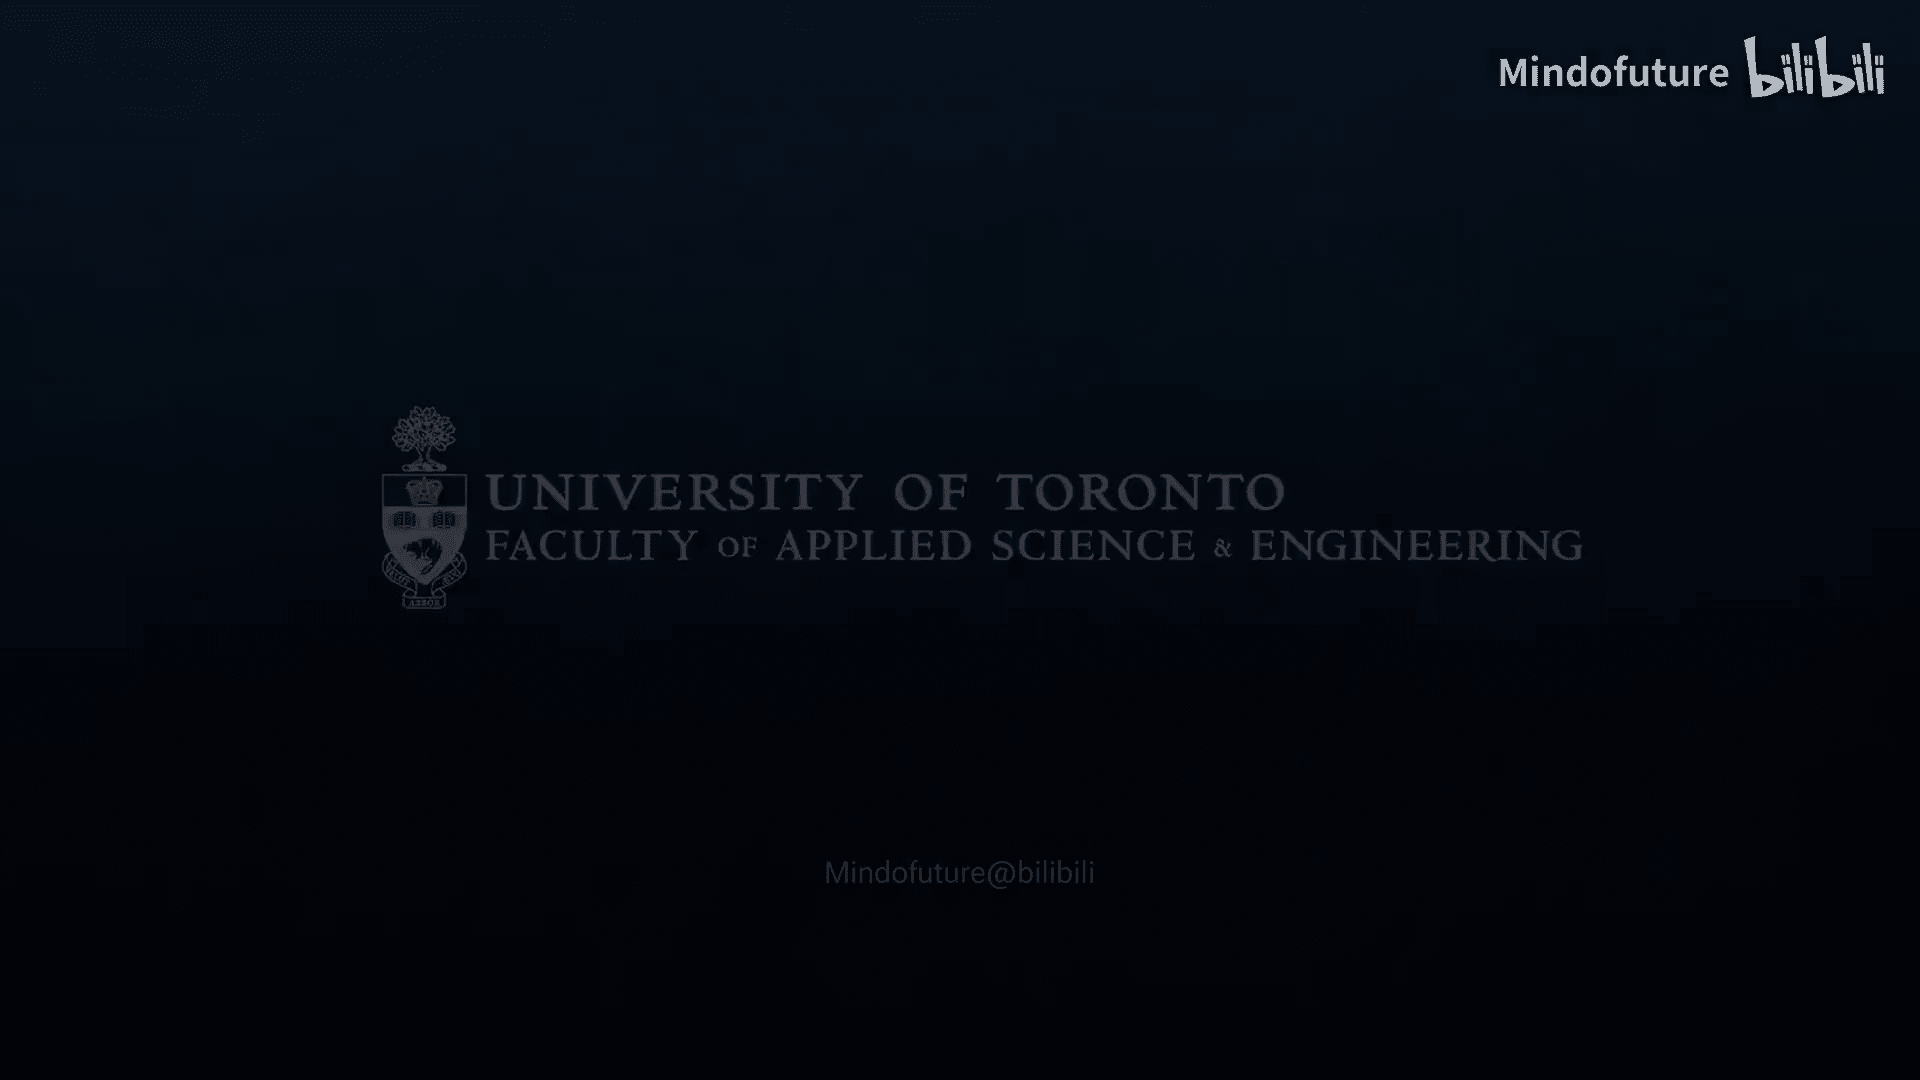 Mindofuture bilibili
UNIVERSITY OF TORONTO
FACULTY OF APPLIED SCIENCE & ENGINEERING
Mindofuture@bilibili